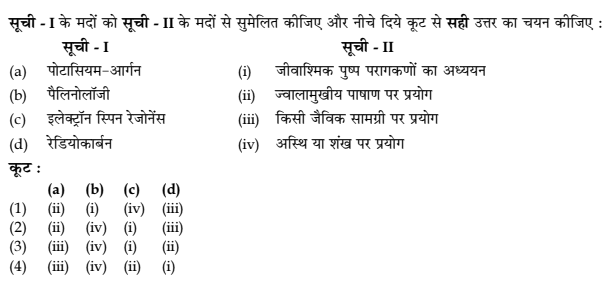 सूची - I के मदों को सूची - II के मदों से सुमेलित कीजिए और नीचे दिये कूट से सही उत्तर का चयन कीजिए :
सूची - I सूची - II
(a) पोटासियम-आर्गन (i) जीवाश्मिक पुष्प परागकणों का अध्ययन
(b) पैलिनोलॉजी (ii) ज्वालामुखीय पाषाण पर प्रयोग
(c) इलेक्ट्रॉन स्पिन रेजोनेंस (iii) किसी जैविक सामग्री पर प्रयोग
(d) रेडियोकार्बन (iv) अस्थि या शंख पर प्रयोग
कूट :
(a) (b) (c) (d)
(1) (ii) (i) (iv) (iii)
(2) (ii) (iv) (i) (iii)
(3) (iii) (iv) (i) (ii)
(4) (iii) (iv) (ii) (i)